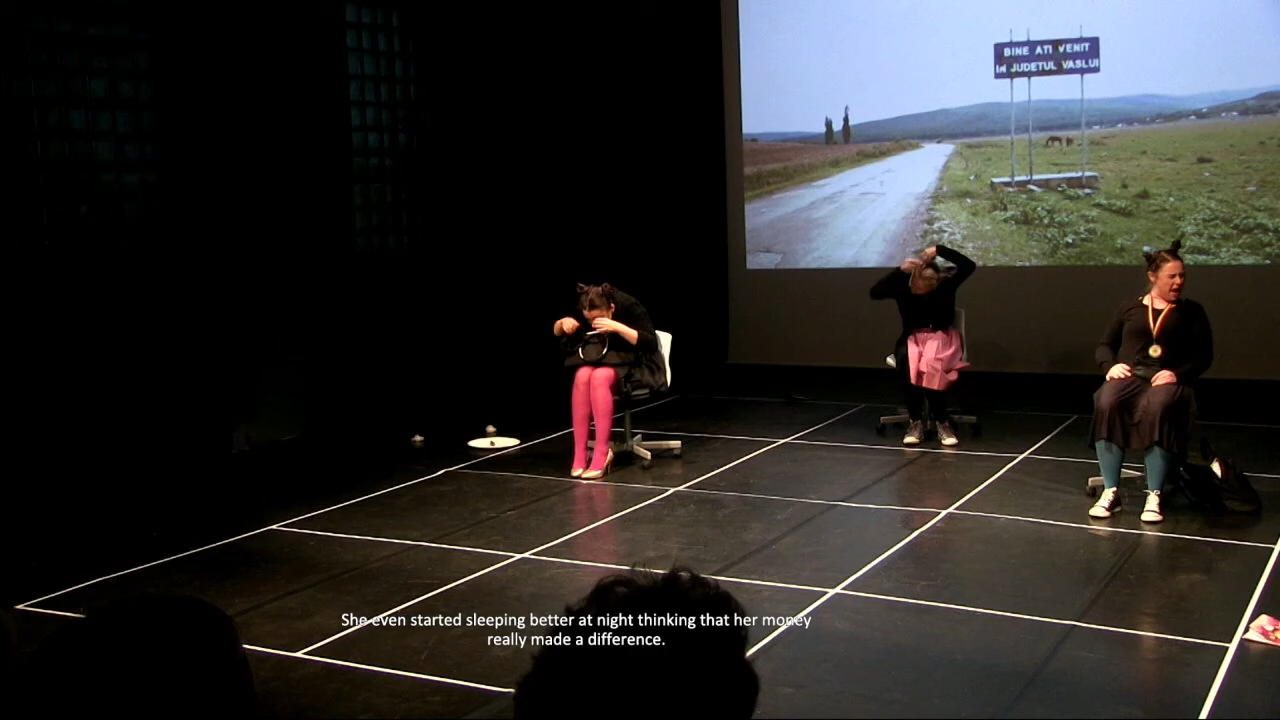 BINE ATI VENIT
IN JUDETUL VASLUI
She even started sleeping better at night thinking that her money
really made a difference.